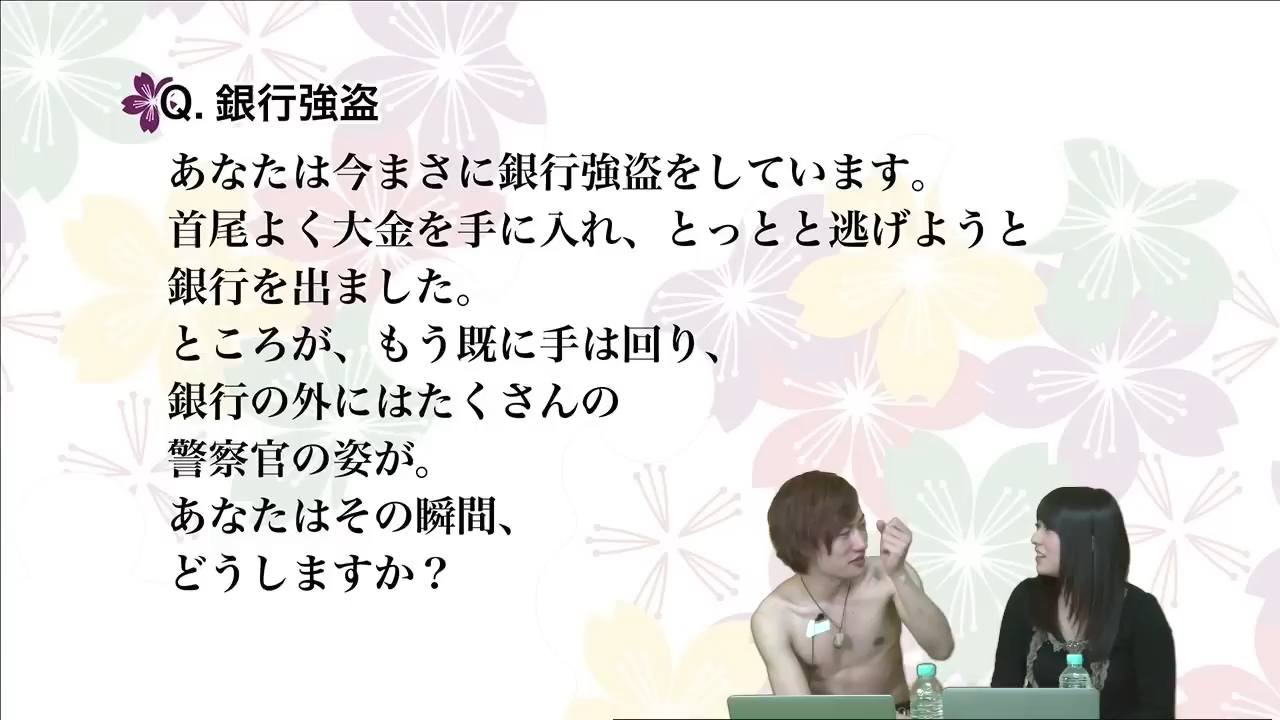 Q. 銀行強盗
あなたは今まさに銀行強盗をしています。
首尾よく大金を手に入れ、とっとと逃げようと
銀行を出ました。
ところが、もう既に手は回り、
銀行の外にはたくさんの
警察官の姿が。
あなたはその瞬間、
どうしますか？